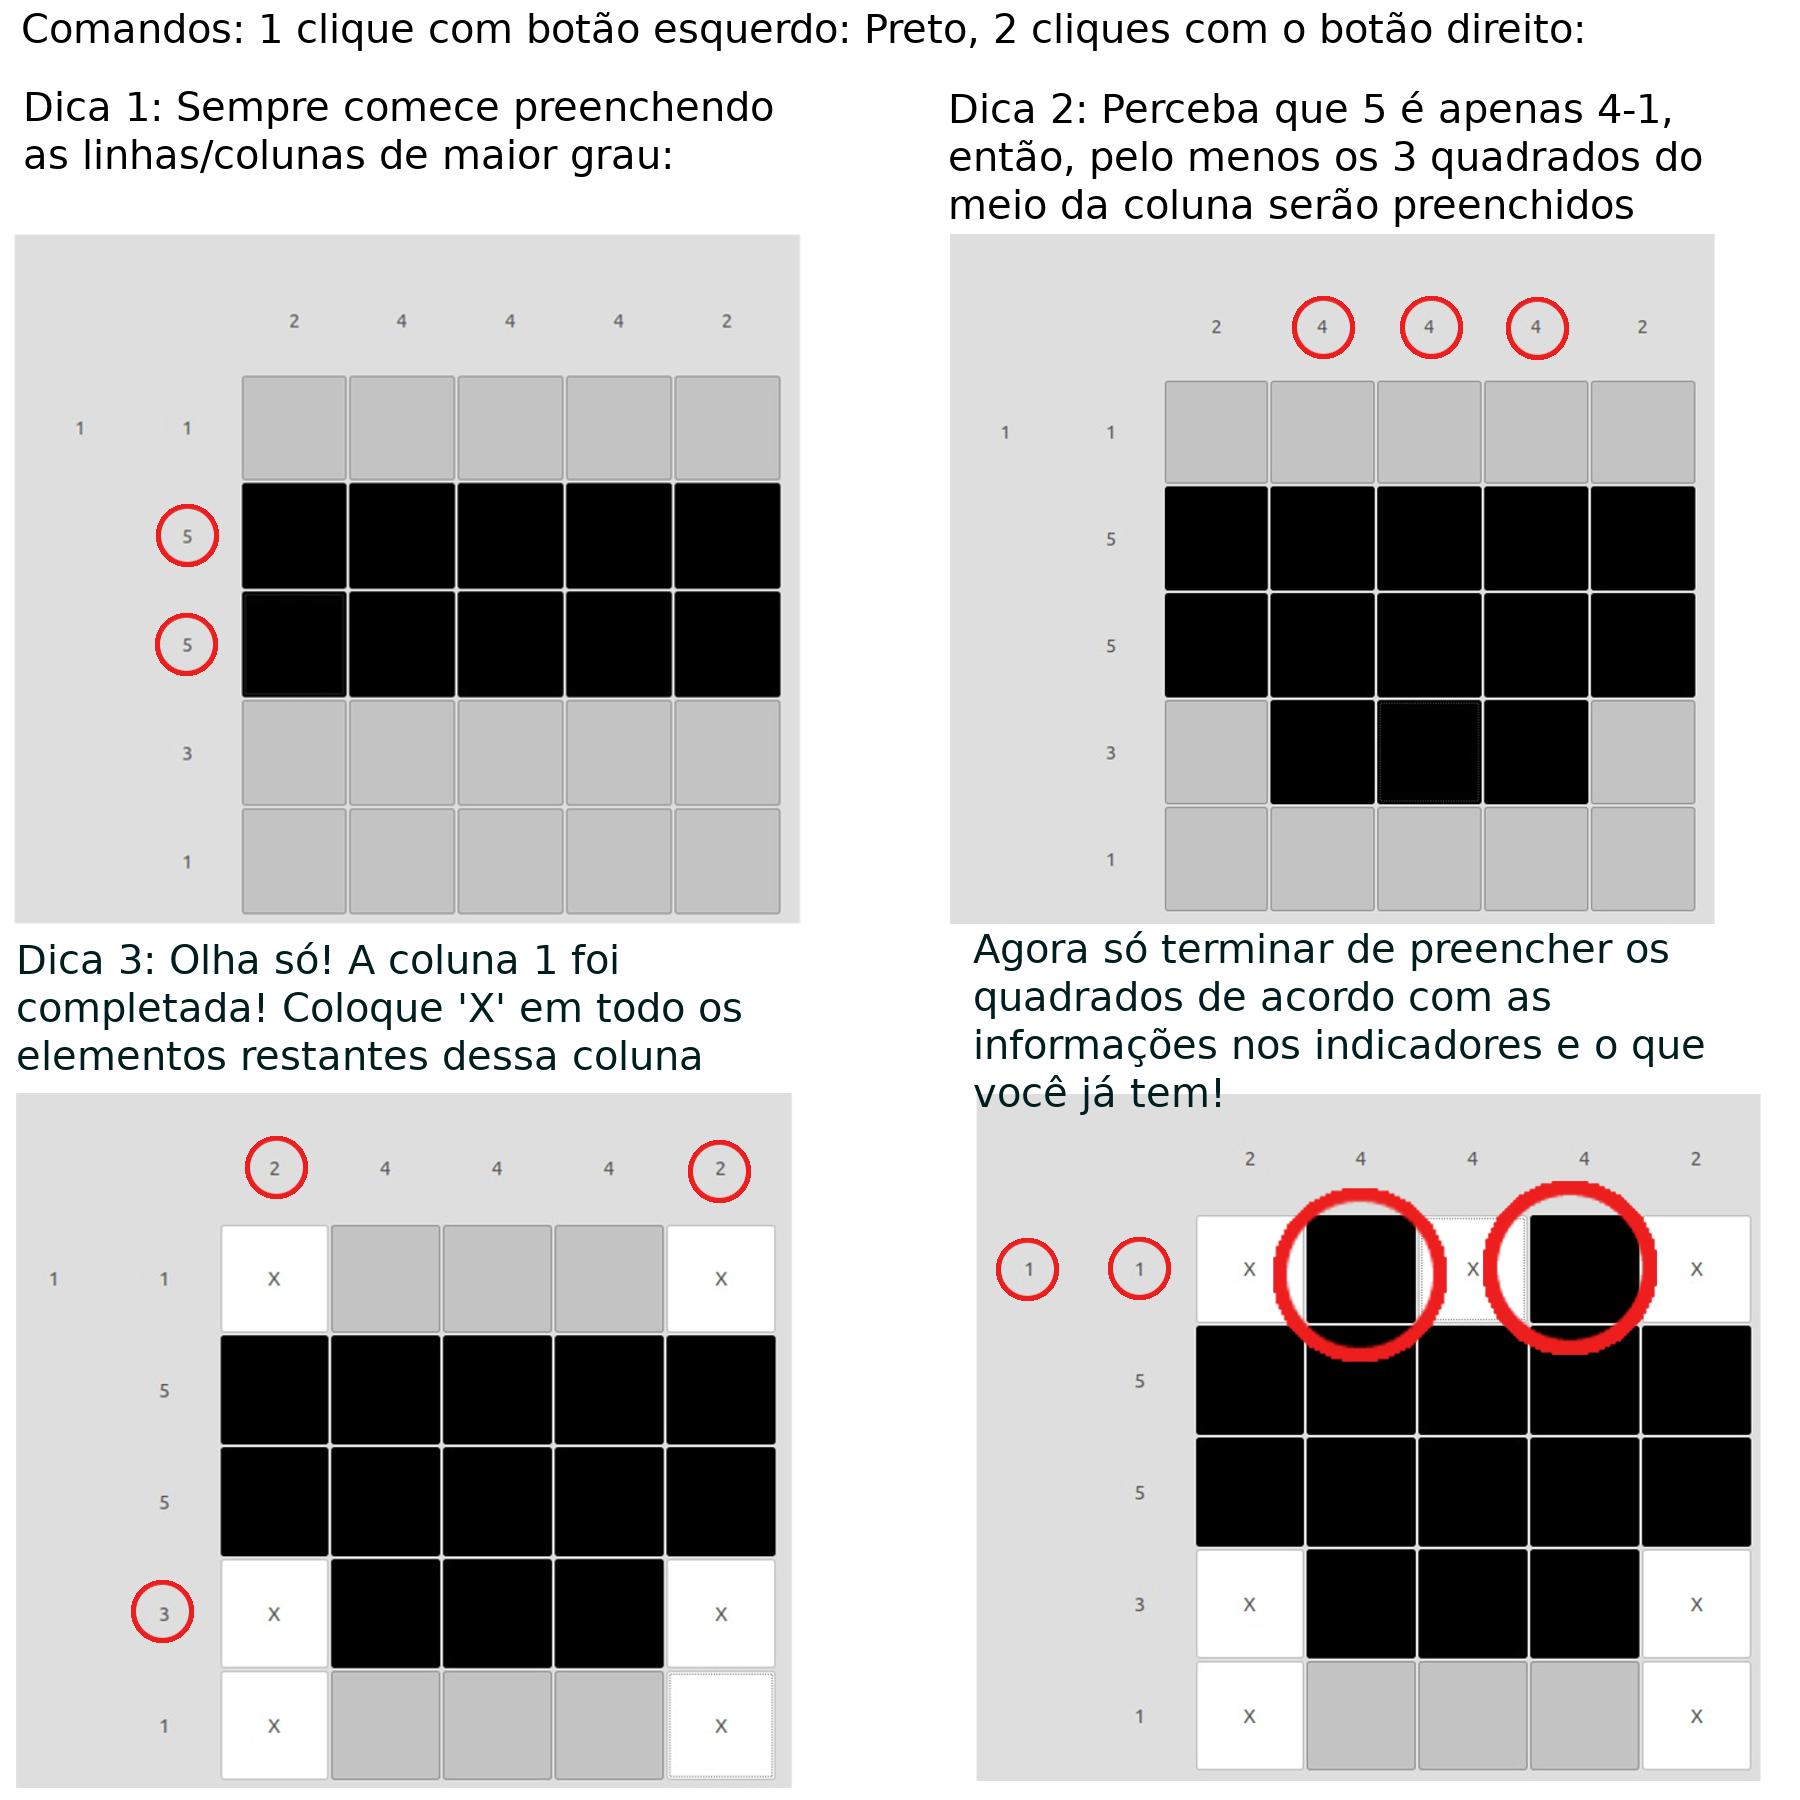 Comandos: 1 clique com botão esquerdo: Preto, 2 cliques com o botão direito:
Dica 1: Sempre comece preenchendo
as linhas/colunas de maior grau:
2 4 4 4 2
1 1
5
5
3
1
Dica 2: Perceba que 5 é apenas 4-1,
então, pelo menos os 3 quadrados do
meio da coluna serão preenchidos
2 4 4 4 2
1 1
5
5
3
1
Dica 3: Olha só! A coluna 1 foi
completada! Coloque 'X' em todo os
elementos restantes dessa coluna
2 4 4 4 2
1 1 X X
5
5
3 X X
1 X X
Agora só terminar de preencher os
quadrados de acordo com as
informações nos indicadores e o que
você já tem!
2 4 4 4 2
1 1 X X X
5
5
3 X X
1 X X